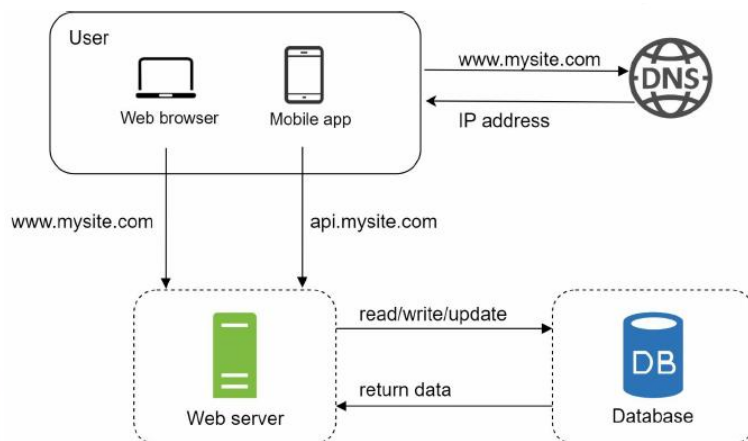 User
Web browser
Mobile app
www.mysite.com
DNS
IP address
www.mysite.com
api.mysite.com
read/write/update
return data
Web server
DB
Database